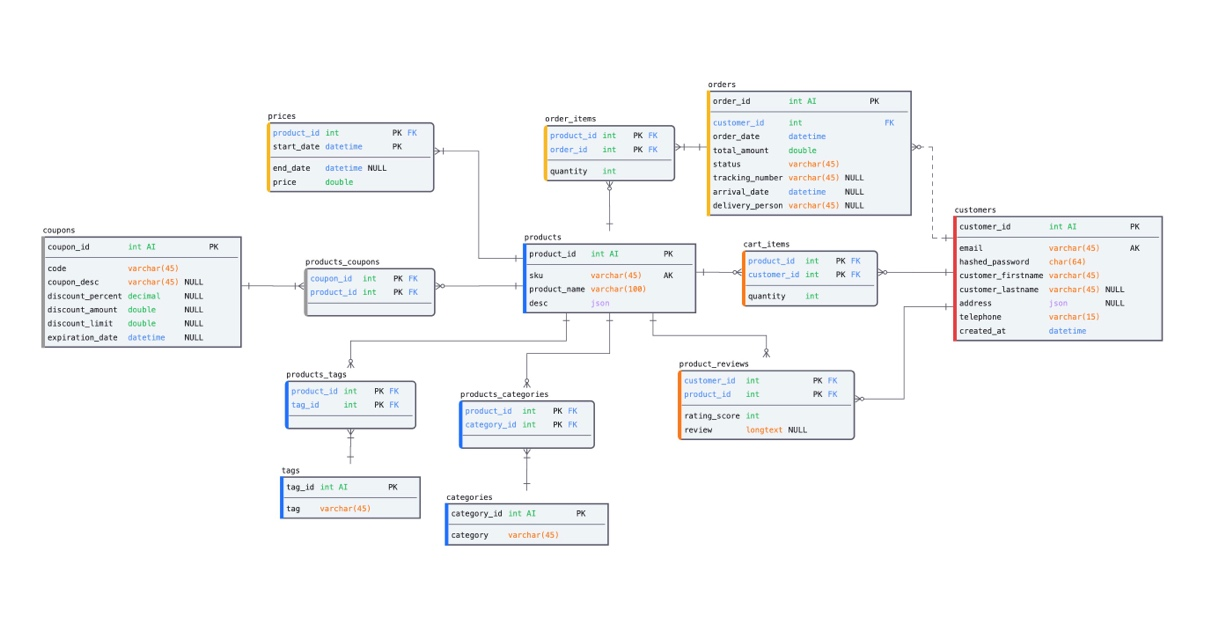 orders
order_id int AI PK
customer_id int FK
order_date datetime
total_amount double
status varchar(45)
tracking_number varchar(45) NULL
arrival_date datetime NULL
delivery_person varchar(45) NULL
prices
product_id int PK FK
start_date datetime PK
end_date datetime NULL
price double
order_items
product_id int PK FK
order_id int PK FK
quantity int
customers
customer_id int AI PK
email varchar(45) AK
hashed_password char(64)
customer_firstname varchar(45)
customer_lastname varchar(45) NULL
address json NULL
telephone varchar(15)
created_at datetime
coupons
coupon_id int AI PK
code varchar(45)
coupon_desc varchar(45) NULL
discount_percent decimal NULL
discount_amount double NULL
discount_limit double NULL
expiration_date datetime NULL
products
product_id int AI PK
sku varchar(45) AK
product_name varchar(100)
desc json
cart_items
product_id int PK FK
customer_id int PK FK
quantity int
products_coupons
coupon_id int PK FK
product_id int PK FK
product_reviews
customer_id int PK FK
product_id int PK FK
rating_score int
review longtext NULL
products_tags
product_id int PK FK
tag_id int PK FK
products_categories
product_id int PK FK
category_id int PK FK
tags
tag_id int AI PK
tag varchar(45)
categories
category_id int AI PK
category varchar(45)